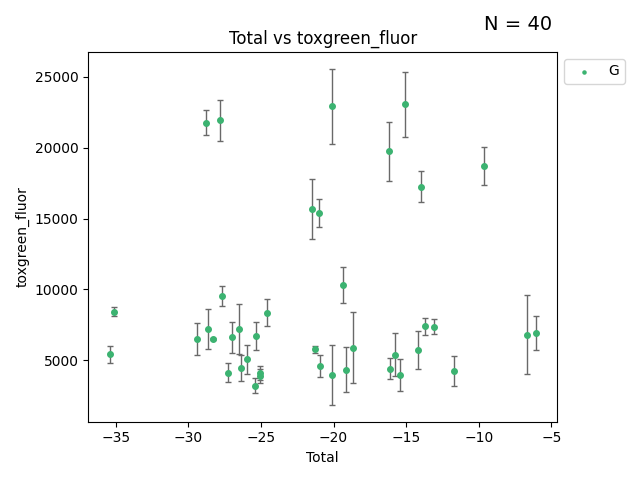 N = 40
Total vs toxgreen_fluor
G
25000
20000
15000
10000
5000
toxgreen_fluor
−35 −30 −25 −20 −15 −10 −5
Total